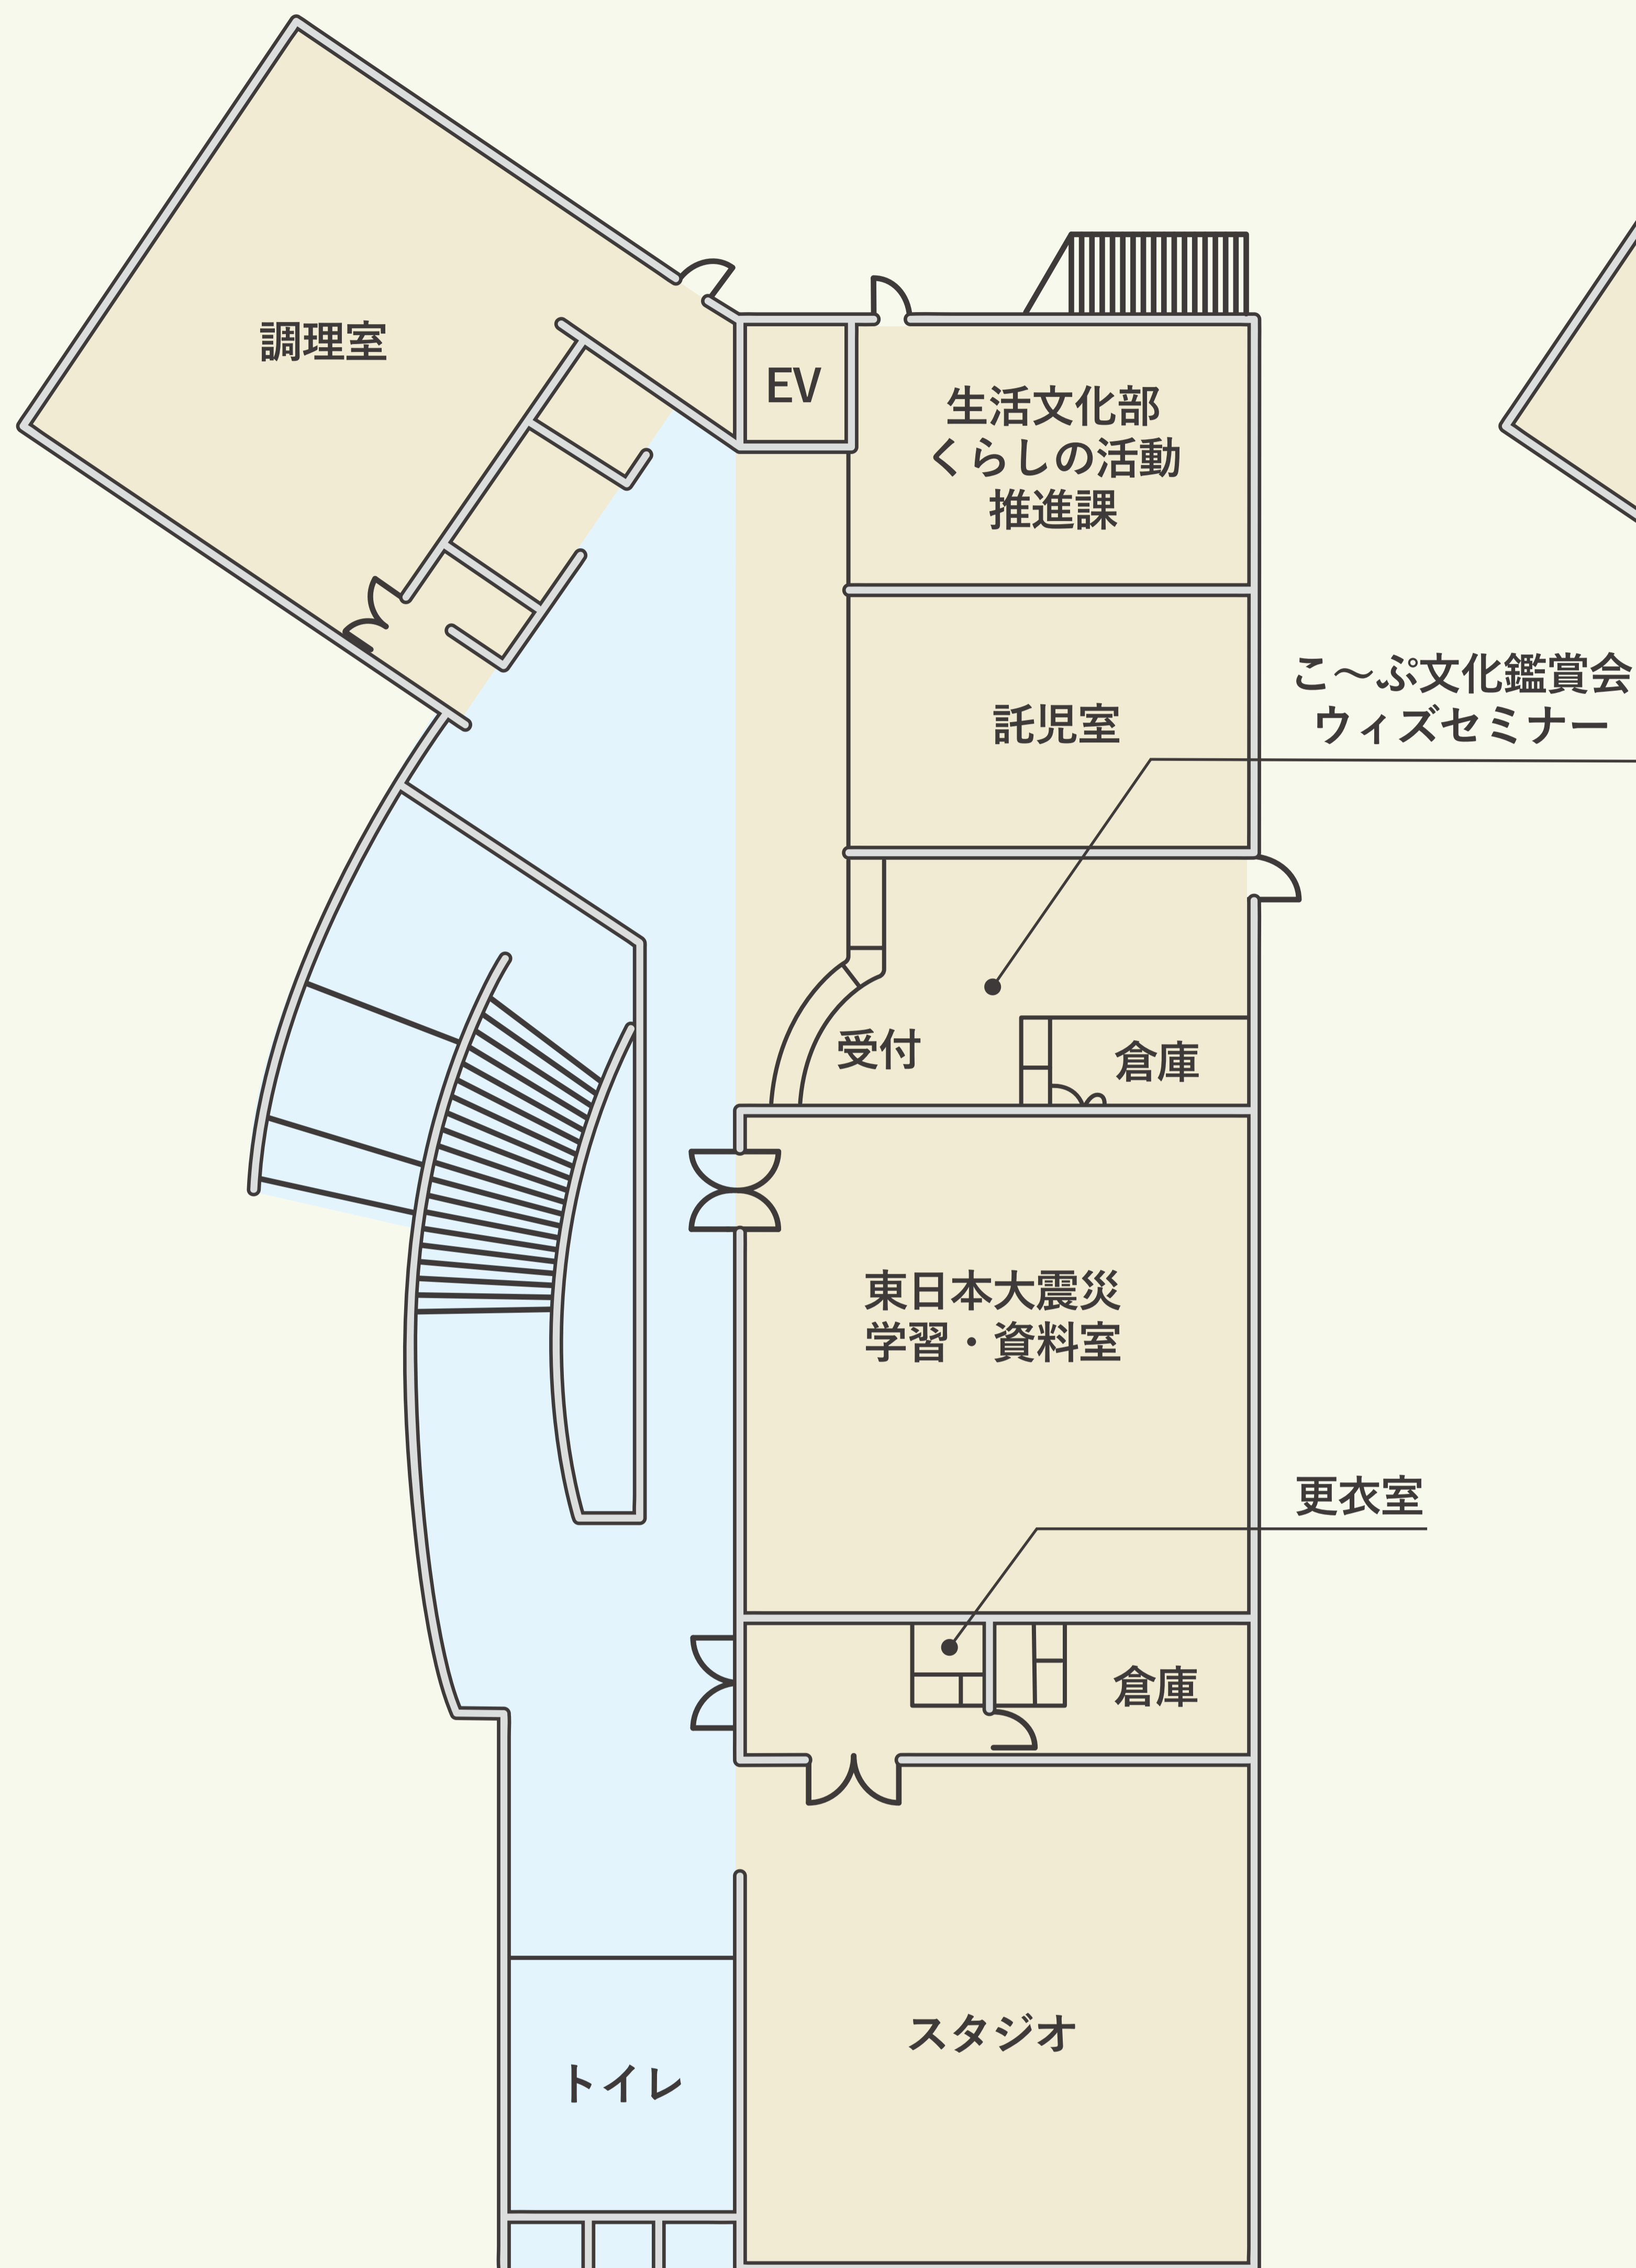 調理室
EV
生活文化部
くらしの活動
推進課
託児室
こ〜ぷ文化鑑賞会
ウィズセミナー
受付
倉庫
東日本大震災
学習・資料室
更衣室
倉庫
スタジオ
トイレ